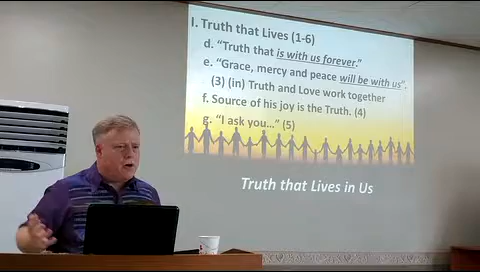 I. Truth that Lives (1-6)
d. “Truth that is with us forever.”
e. “Grace, mercy and peace will be with us”.
(3) (in) Truth and Love work together
f. Source of his joy is the Truth. (4)
g. “I ask you…” (5)
Truth that Lives in Us